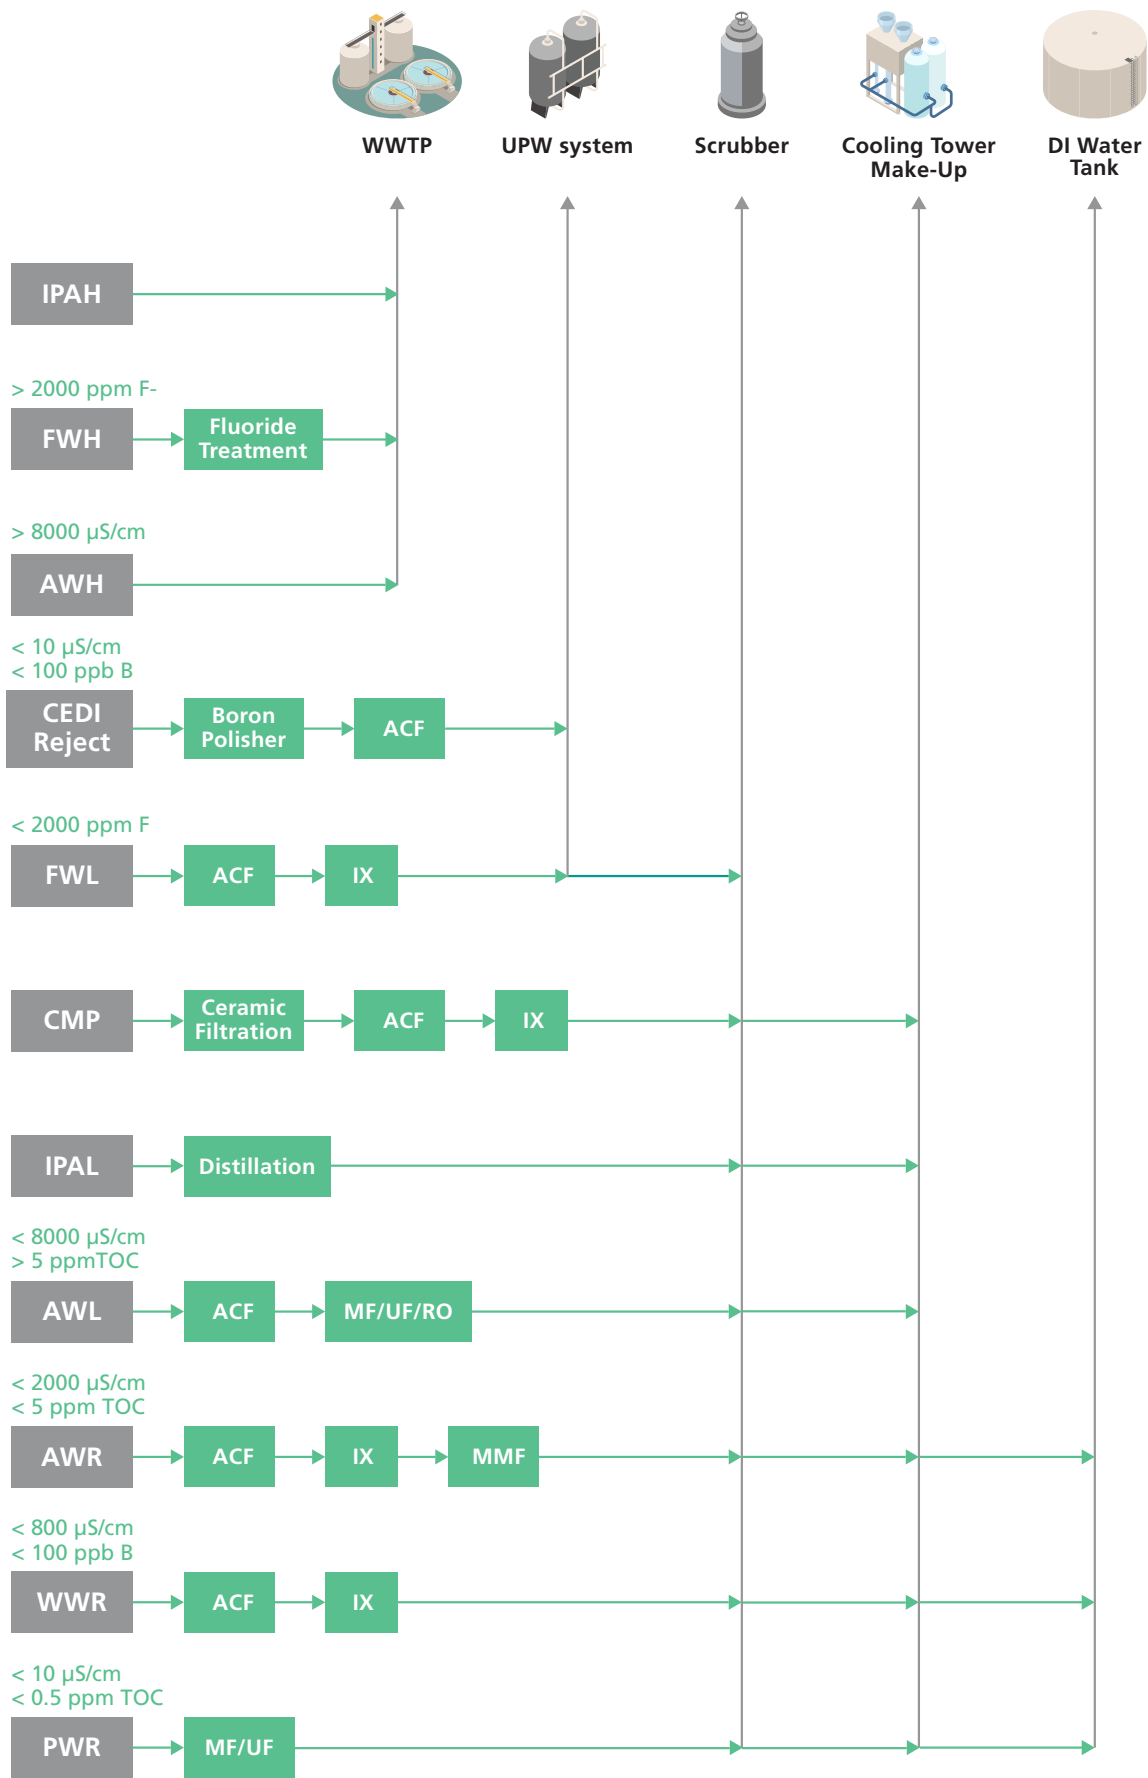 WWTP
UPW system
Scrubber
Cooling Tower
Make-Up
DI Water
Tank
IPAH
> 2000 ppm F-
FWH
Fluoride
Treatment
> 8000 µS/cm
AWH
< 10 µS/cm
< 100 ppb B
CEDI
Reject
Boron
Polisher
ACF
< 2000 ppm F
FWL
ACF
IX
CMP
Ceramic
Filtration
ACF
IX
IPAL
Distillation
< 8000 µS/cm
> 5 ppmTOC
AWL
ACF
MF/UF/RO
< 2000 µS/cm
< 5 ppm TOC
AWR
ACF
IX
MMF
< 800 µS/cm
< 100 ppb B
WWR
ACF
IX
< 10 µS/cm
< 0.5 ppm TOC
PWR
MF/UF